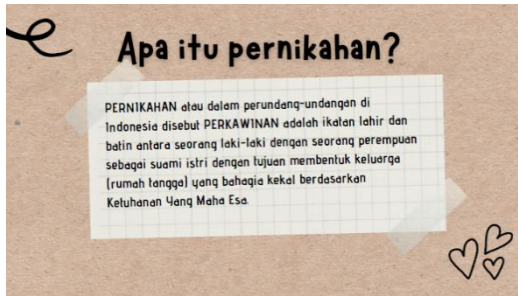 Apa itu pernikahan?
PERNIKAHAN atau dalam perundang-undangan di
Indonesia disebut PERKAWINAN adalah ikatan lahir dan
batin antara seorang laki-laki dengan seorang perempuan
sebagai suami istri dengan tujuan membentuk keluarga
(rumah tangga) yang bahagia kekal berdasarkan
Ketuhanan Yang Maha Esa.